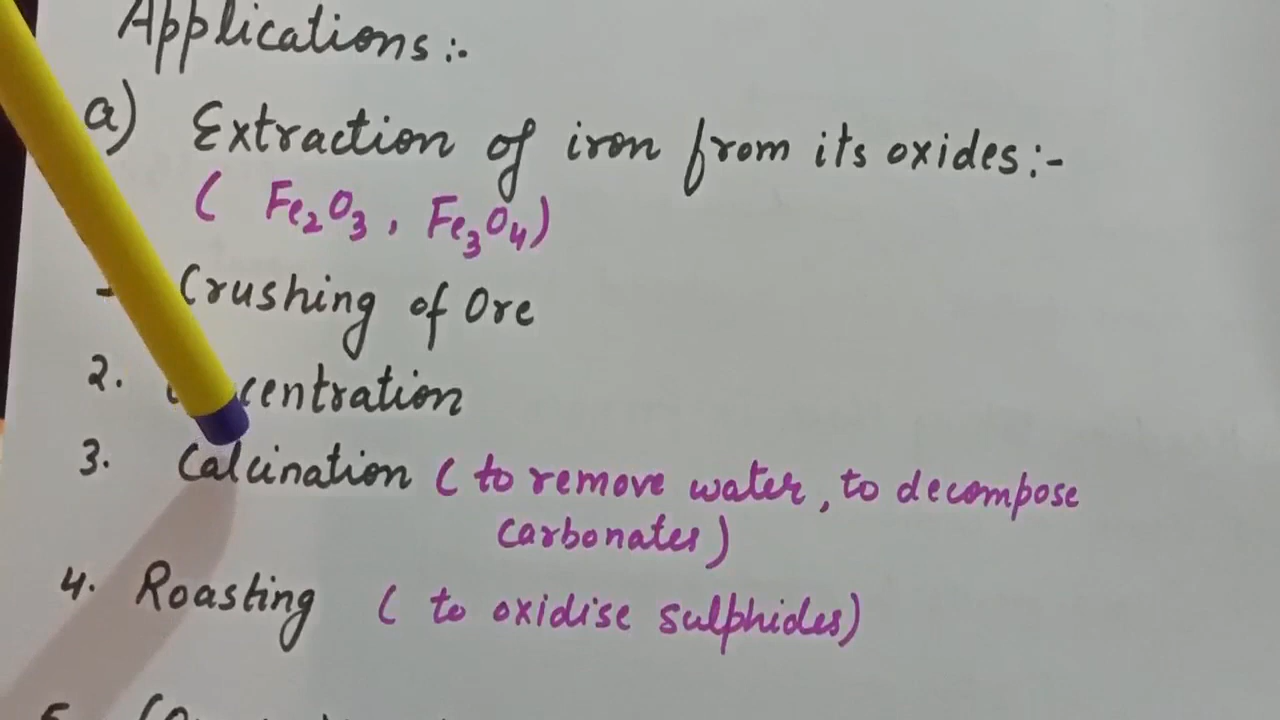 Applications:-
a) Extraction of iron from its oxides:-
( Fe₂O₃, Fe₃O₄)
Crushing of Ore
2.
3. Calcination ( to remove water, to decompose
carbonates)
4. Roasting ( to oxidise sulphides)
5.